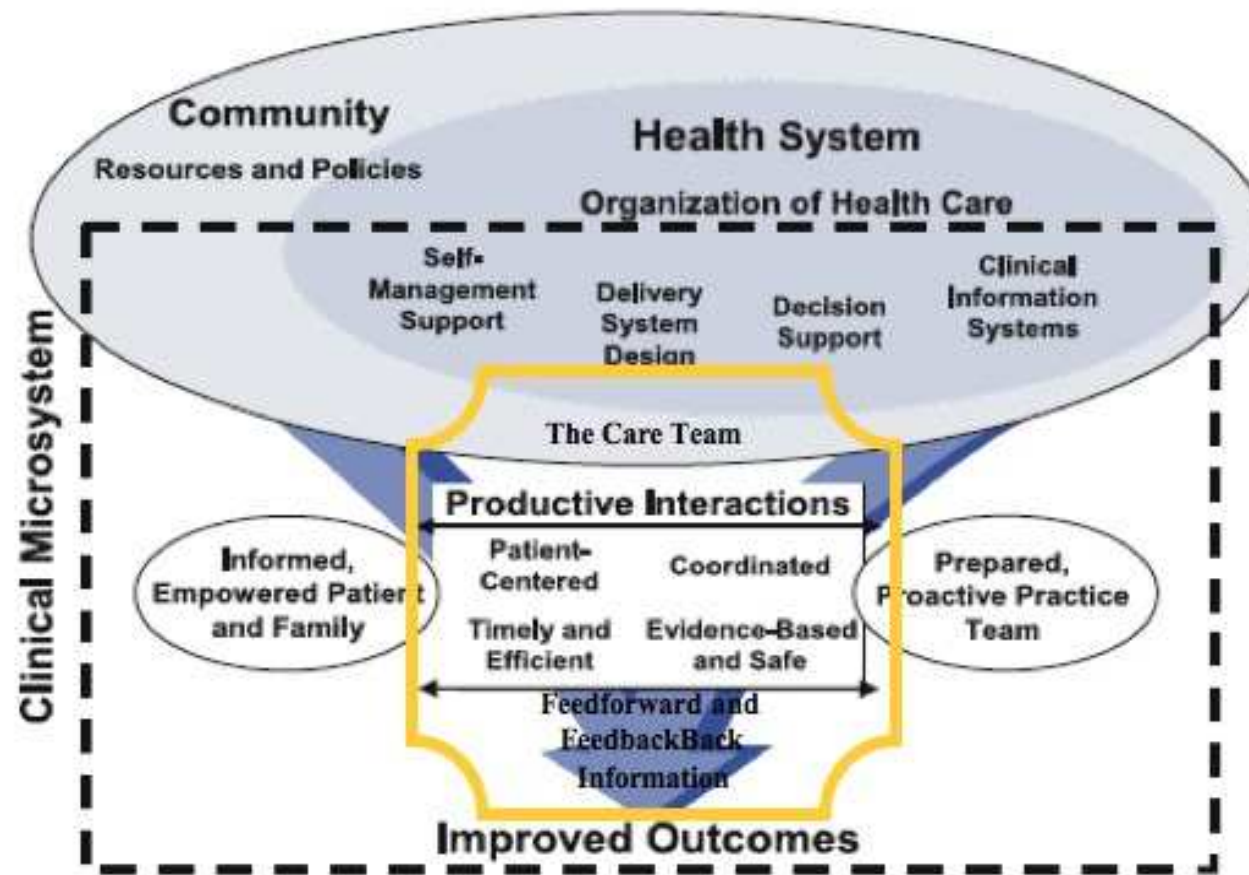 Community
Resources and Policies
Health System
Organization of Health Care
Self-
Management
Support
Delivery
System
Design
Decision
Support
Clinical
Information
Systems
Clinical Microsystem
The Care Team
Productive Interactions
Informed,
Empowered Patient
and Family
Patient-
Centered
Coordinated
Timely and
Efficient
Evidence-Based
and Safe
Prepared,
Proactive Practice
Team
Feedforward and
FeedbackBack
Information
Improved Outcomes